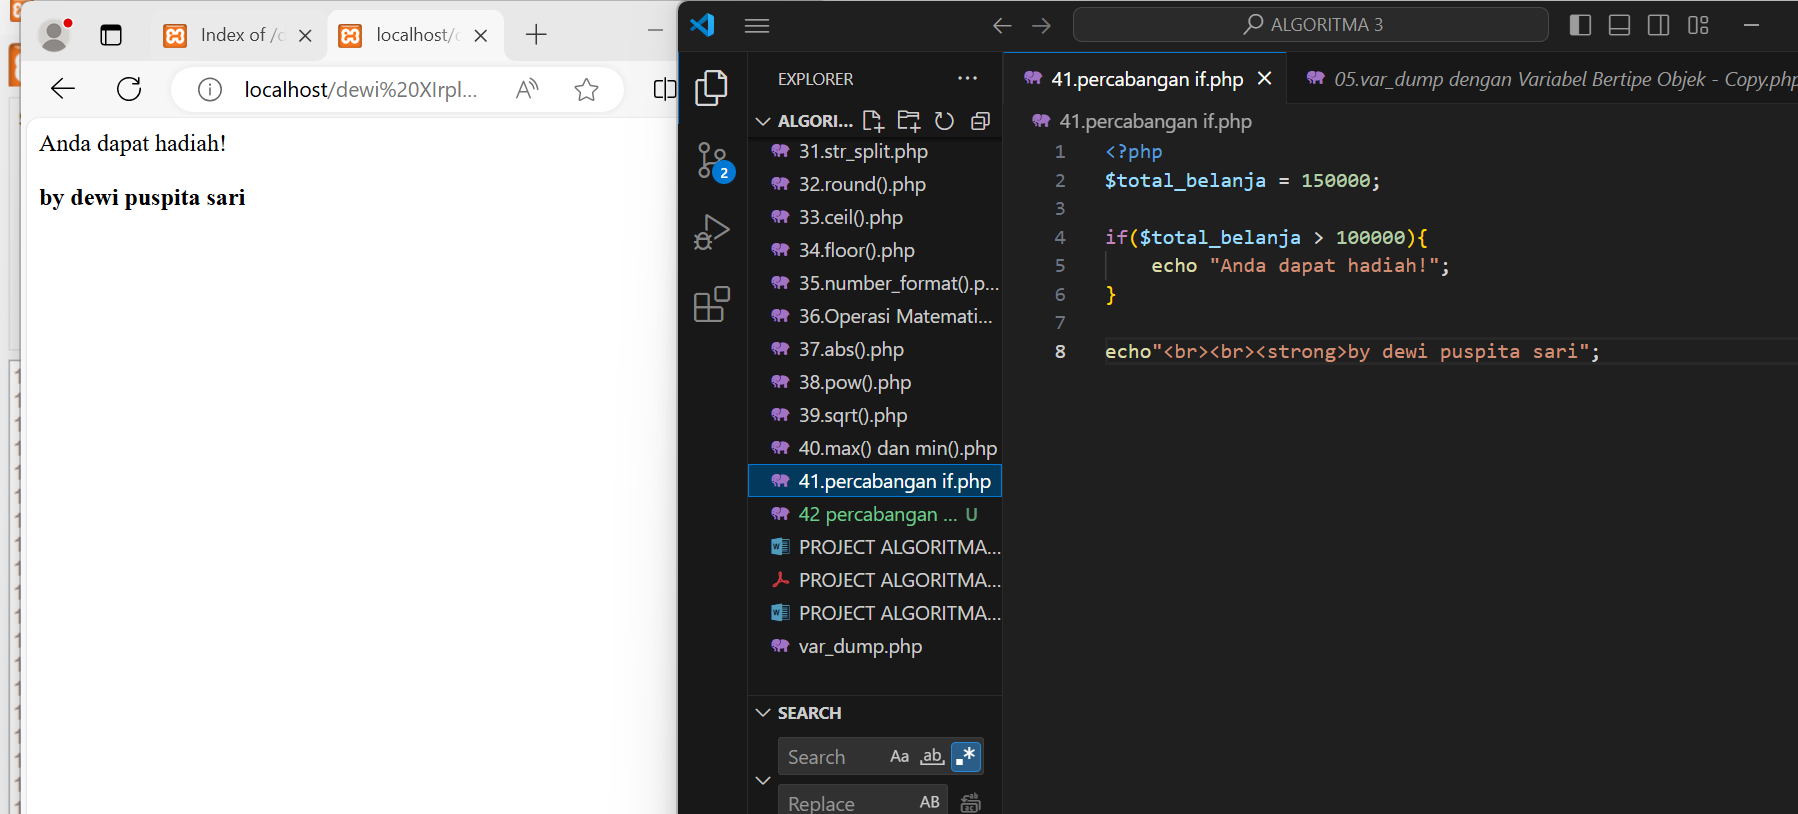 Index of /d
localhost/c
localhost/dewi%20XIrpl...
Anda dapat hadiah!
by dewi puspita sari
ALGORITMA 3
EXPLORER
ALGORI...
31.str_split.php
32.round().php
33.ceil().php
34.floor().php
35.number_format().p...
36.Operasi Matemati...
37.abs().php
38.pow().php
39.sqrt().php
40.max() dan min().php
41.percabangan if.php
42 percabangan ... U
PROJECT ALGORITMA...
PROJECT ALGORITMA...
PROJECT ALGORITMA...
var_dump.php
2
SEARCH
Search Aa ab .*
Replace AB
41.percabangan if.php
05.var_dump dengan Variabel Bertipe Objek - Copy.php
41.percabangan if.php
1 <?php
2 $total_belanja = 150000;
3
4 if($total_belanja > 100000){
5 echo "Anda dapat hadiah!";
6 }
7
8 echo"<br><br><strong>by dewi puspita sari";